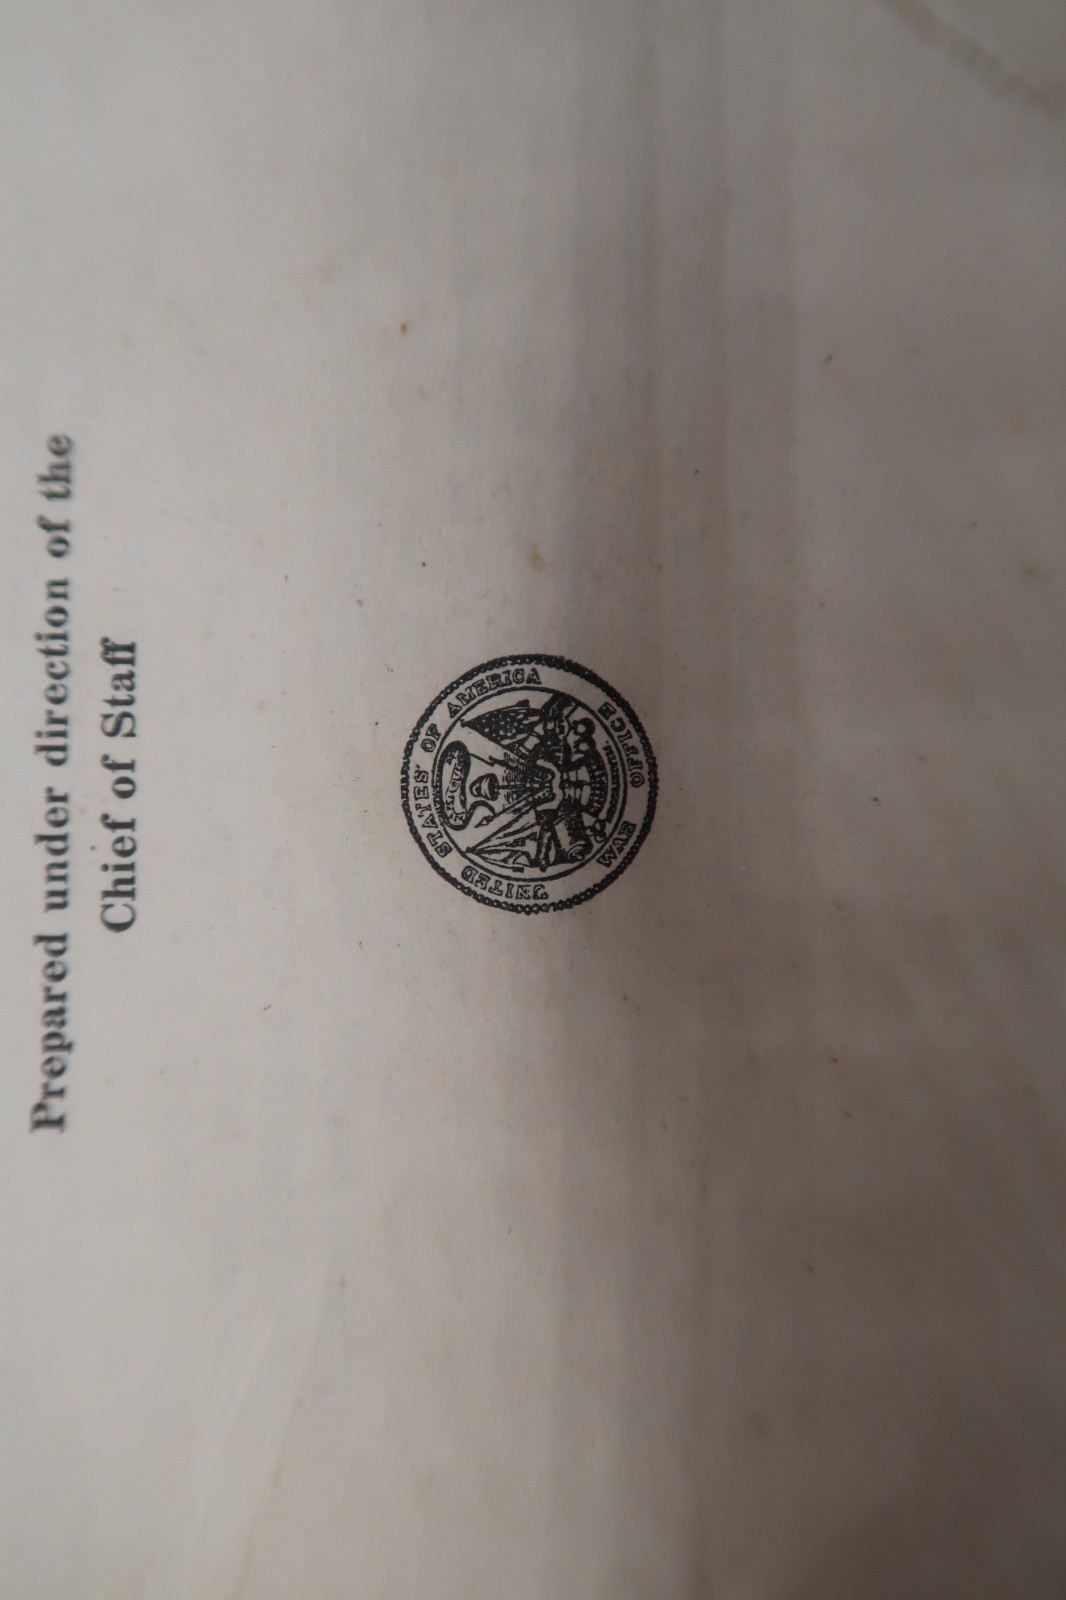 Prepared under direction of the
Chief of Staff
UNITED STATES OF AMERICA
WAR OFFICE